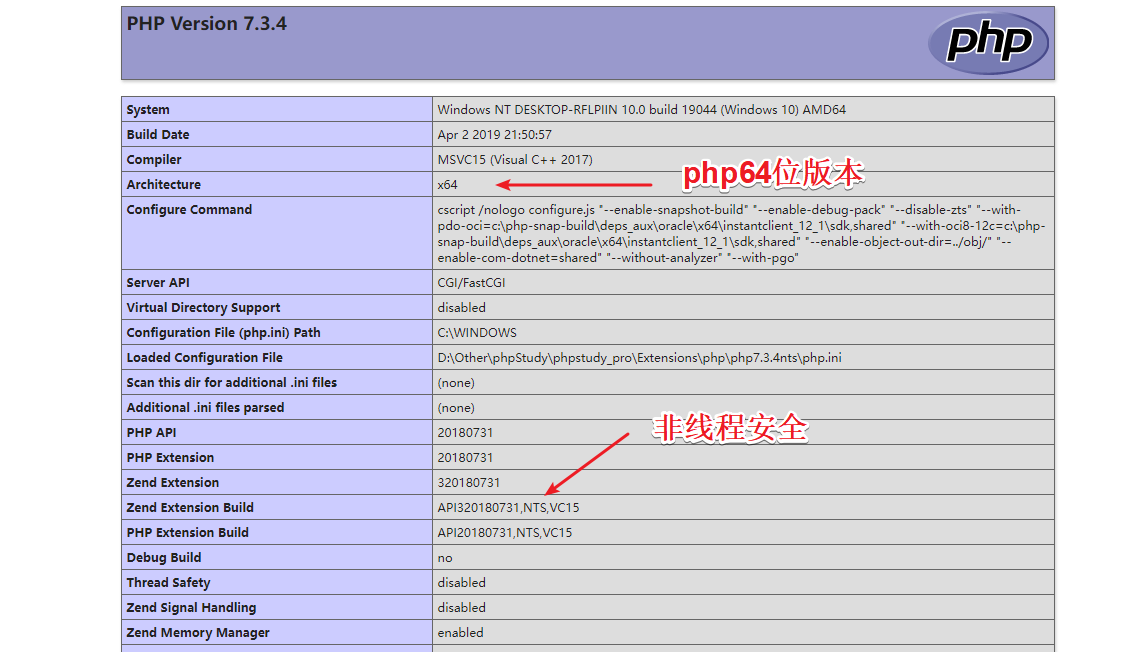 PHP Version 7.3.4
php
System Windows NT DESKTOP-RFLPIIN 10.0 build 19044 (Windows 10) AMD64
Build Date Apr 2 2019 21:50:57
Compiler MSVC15 (Visual C++ 2017)
php64位版本
Architecture x64
Configure Command cscript /nologo configure.js "--enable-snapshot-build" "--enable-debug-pack" "--disable-zts" "--with-
pdo-oci=c:\php-snap-build\deps_aux\oracle\x64\instantclient_12_1\sdk,shared" "--with-oci8-12c=c:\php-
snap-build\deps_aux\oracle\x64\instantclient_12_1\sdk,shared" "--enable-object-out-dir=../obj/" "--
enable-com-dotnet=shared" "--without-analyzer" "--with-pgo"
Server API CGI/FastCGI
Virtual Directory Support disabled
Configuration File (php.ini) Path C:\WINDOWS
Loaded Configuration File D:\Other\phpStudy\phpstudy_pro\Extensions\php\php7.3.4nts\php.ini
Scan this dir for additional .ini files (none)
Additional .ini files parsed (none)
非线程安全
PHP API 20180731
PHP Extension 20180731
Zend Extension 320180731
Zend Extension Build API320180731,NTS,VC15
PHP Extension Build API20180731,NTS,VC15
Debug Build no
Thread Safety disabled
Zend Signal Handling disabled
Zend Memory Manager enabled